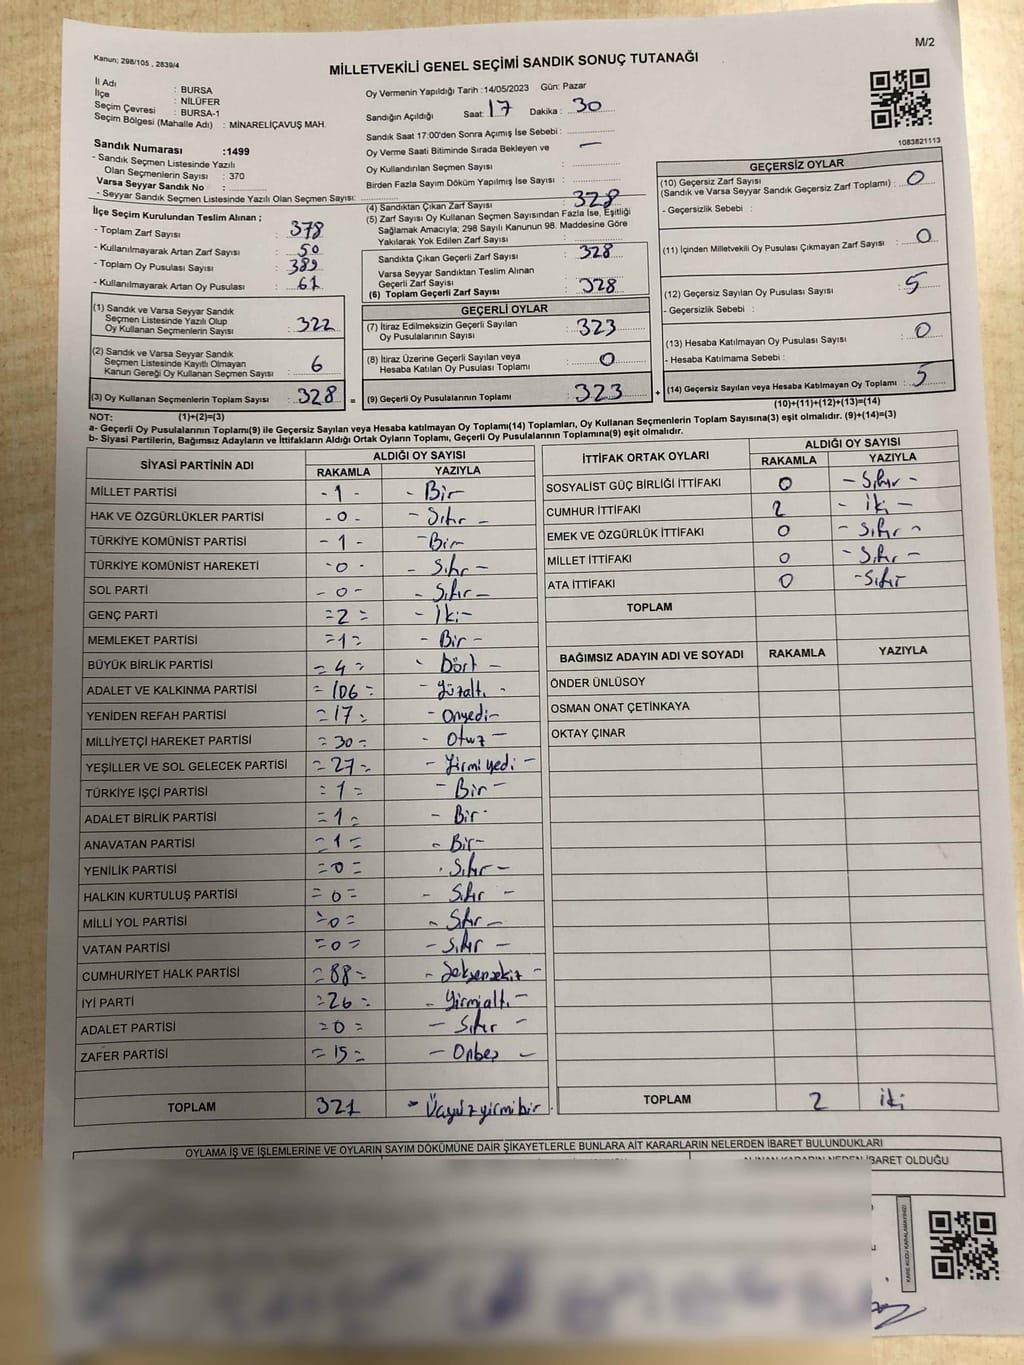 M/2
Kanun; 298/105 , 2839/4
MİLLETVEKİLİ GENEL SEÇİMİ SANDIK SONUÇ TUTANAĞI
İl Adı : BURSA
İlçe : NİLÜFER
Seçim Çevresi : BURSA-1
Seçim Bölgesi (Mahalle Adı) : MINARELİÇAVUŞ MAH.
Sandık Numarası :1499
- Sandık Seçmen Listesinde Yazılı
Olan Seçmenlerin Sayısı : 370
Varsa Seyyar Sandık No :
- Seyyar Sandık Seçmen Listesinde Yazılı Olan Seçmen Sayısı:
İlçe Seçim Kurulundan Teslim Alınan ;
- Toplam Zarf Sayısı : 378
- Kullanılmayarak Artan Zarf Sayısı : 50
- Toplam Oy Pusulası Sayısı : 389
- Kullanılmayarak Artan Oy Pusulası : 61
(1) Sandık ve Varsa Seyyar Sandık
Seçmen Listesinde Yazılı Olup
Oy Kullanan Seçmenlerin Sayısı : 322
(2) Sandık ve Varsa Seyyar Sandık
Seçmen Listesinde Kayıtlı Olmayan
Kanun Gereği Oy Kullanan Seçmen Sayısı : 6
(3) Oy Kullanan Seçmenlerin Toplam Sayısı : 328 =
(1)+(2)=(3)
Oy Vermenin Yapıldığı Tarih :14/05/2023 Gün: Pazar
Sandığın Açıldığı Saat: 17 Dakika : 30
Sandık Saat 17:00'den Sonra Açımış İse Sebebi :
Oy Verme Saati Bitiminde Sırada Bekleyen ve —
Oy Kullandırılan Seçmen Sayısı :
Birden Fazla Sayım Döküm Yapılmış İse Sayısı :
(4) Sandıktan Çıkan Zarf Sayısı : 328
(5) Zarf Sayısı Oy Kullanan Seçmen Sayısından Fazla İse, Eşitliği
Sağlamak Amacıyla; 298 Sayılı Kanunun 98. Maddesine Göre
Yakılarak Yok Edilen Zarf Sayısı :
Sandıkta Çıkan Geçerli Zarf Sayısı : 328
Varsa Seyyar Sandıktan Teslim Alınan
Geçerli Zarf Sayısı :
(6) Toplam Geçerli Zarf Sayısı : 328
GEÇERLİ OYLAR
(7) İtiraz Edilmeksizin Geçerli Sayılan
Oy Pusulalarının Sayısı : 323
(8) İtiraz Üzerine Geçerli Sayılan veya
Hesaba Katılan Oy Pusulası Toplamı : 0
(9) Geçerli Oy Pusulalarının Toplamı : 323 +
1083821113
GEÇERSİZ OYLAR
(10) Geçersiz Zarf Sayısı
(Sandık ve Varsa Seyyar Sandık Geçersiz Zarf Toplamı) : 0
- Geçersizlik Sebebi :
(11) İçinden Milletvekili Oy Pusulası Çıkmayan Zarf Sayısı : 0
(12) Geçersiz Sayılan Oy Pusulası Sayısı : 5
- Geçersizlik Sebebi :
(13) Hesaba Katılmayan Oy Pusulası Sayısı : 0
- Hesaba Katılmama Sebebi :
(14) Geçersiz Sayılan veya Hesaba Katılmayan Oy Toplamı : 5
(10)+(11)+(12)+(13)=(14)
NOT:
a- Geçerli Oy Pusulalarının Toplamı(9) ile Geçersiz Sayılan veya Hesaba katılmayan Oy Toplamı(14) Toplamları, Oy Kullanan Seçmenlerin Toplam Sayısına(3) eşit olmalıdır. (9)+(14)=(3)
b- Siyasi Partilerin, Bağımsız Adayların ve İttifakların Aldığı Ortak Oyların Toplamı, Geçerli Oy Pusulalarının Toplamına(9) eşit olmalıdır.
SİYASİ PARTİNİN ADI ALDIĞI OY SAYISI
RAKAMLA YAZIYLA
MİLLET PARTİSİ - 1 - - Bir
HAK VE ÖZGÜRLÜKLER PARTİSİ - 0 - - Sıfır -
TÜRKİYE KOMÜNİST PARTİSİ - 1 - - Bir
TÜRKİYE KOMÜNİST HAREKETİ - 0 - - Sıfır -
SOL PARTİ - 0 - - Sıfır -
GENÇ PARTİ = 2 = - İki -
MEMLEKET PARTİSİ = 1 = - Bir -
BÜYÜK BİRLİK PARTİSİ = 4 = - Dört -
ADALET VE KALKINMA PARTİSİ = 106 = - Yüzaltı -
YENİDEN REFAH PARTİSİ = 17 = - Onyedi -
MİLLİYETÇİ HAREKET PARTİSİ = 30 = - Otuz -
YEŞİLLER VE SOL GELECEK PARTİSİ = 27 = - Yirmiyedi -
TÜRKİYE İŞÇİ PARTİSİ = 1 = - Bir -
ADALET BİRLİK PARTİSİ = 1 = - Bir -
ANAVATAN PARTİSİ = 1 = - Bir -
YENİLİK PARTİSİ = 0 = - Sıfır -
HALKIN KURTULUŞ PARTİSİ = 0 = - Sıfır -
MİLLİ YOL PARTİSİ = 0 = - Sıfır -
VATAN PARTİSİ = 0 = - Sıfır -
CUMHURİYET HALK PARTİSİ = 88 = - Seksensekiz -
İYİ PARTİ = 26 = - Yirmialtı -
ADALET PARTİSİ = 0 = - Sıfır -
ZAFER PARTİSİ = 15 = - Onbeş -
TOPLAM 321 - Üçyüzyirmibir
İTTİFAK ORTAK OYLARI ALDIĞI OY SAYISI
RAKAMLA YAZIYLA
SOSYALİST GÜÇ BİRLİĞİ İTTİFAKI 0 - Sıfır -
CUMHUR İTTİFAKI 2 - İki -
EMEK VE ÖZGÜRLÜK İTTİFAKI 0 - Sıfır -
MİLLET İTTİFAKI 0 - Sıfır -
ATA İTTİFAKI 0 - Sıfır
TOPLAM
BAĞIMSIZ ADAYIN ADI VE SOYADI RAKAMLA YAZIYLA
ÖNDER ÜNLÜSOY
OSMAN ONAT ÇETİNKAYA
OKTAY ÇINAR
TOPLAM 2 iki
OYLAMA İŞ VE İŞLEMLERİNE VE OYLARIN SAYIM DÖKÜMÜNE DAİR ŞİKAYETLERLE BUNLARA AİT KARARLARIN NELERDEN İBARET BULUNDUKLARI
ALINAN KARARIN NEDEN İBARET OLDUĞU
KARE KODU KARALAMAYINIZ!